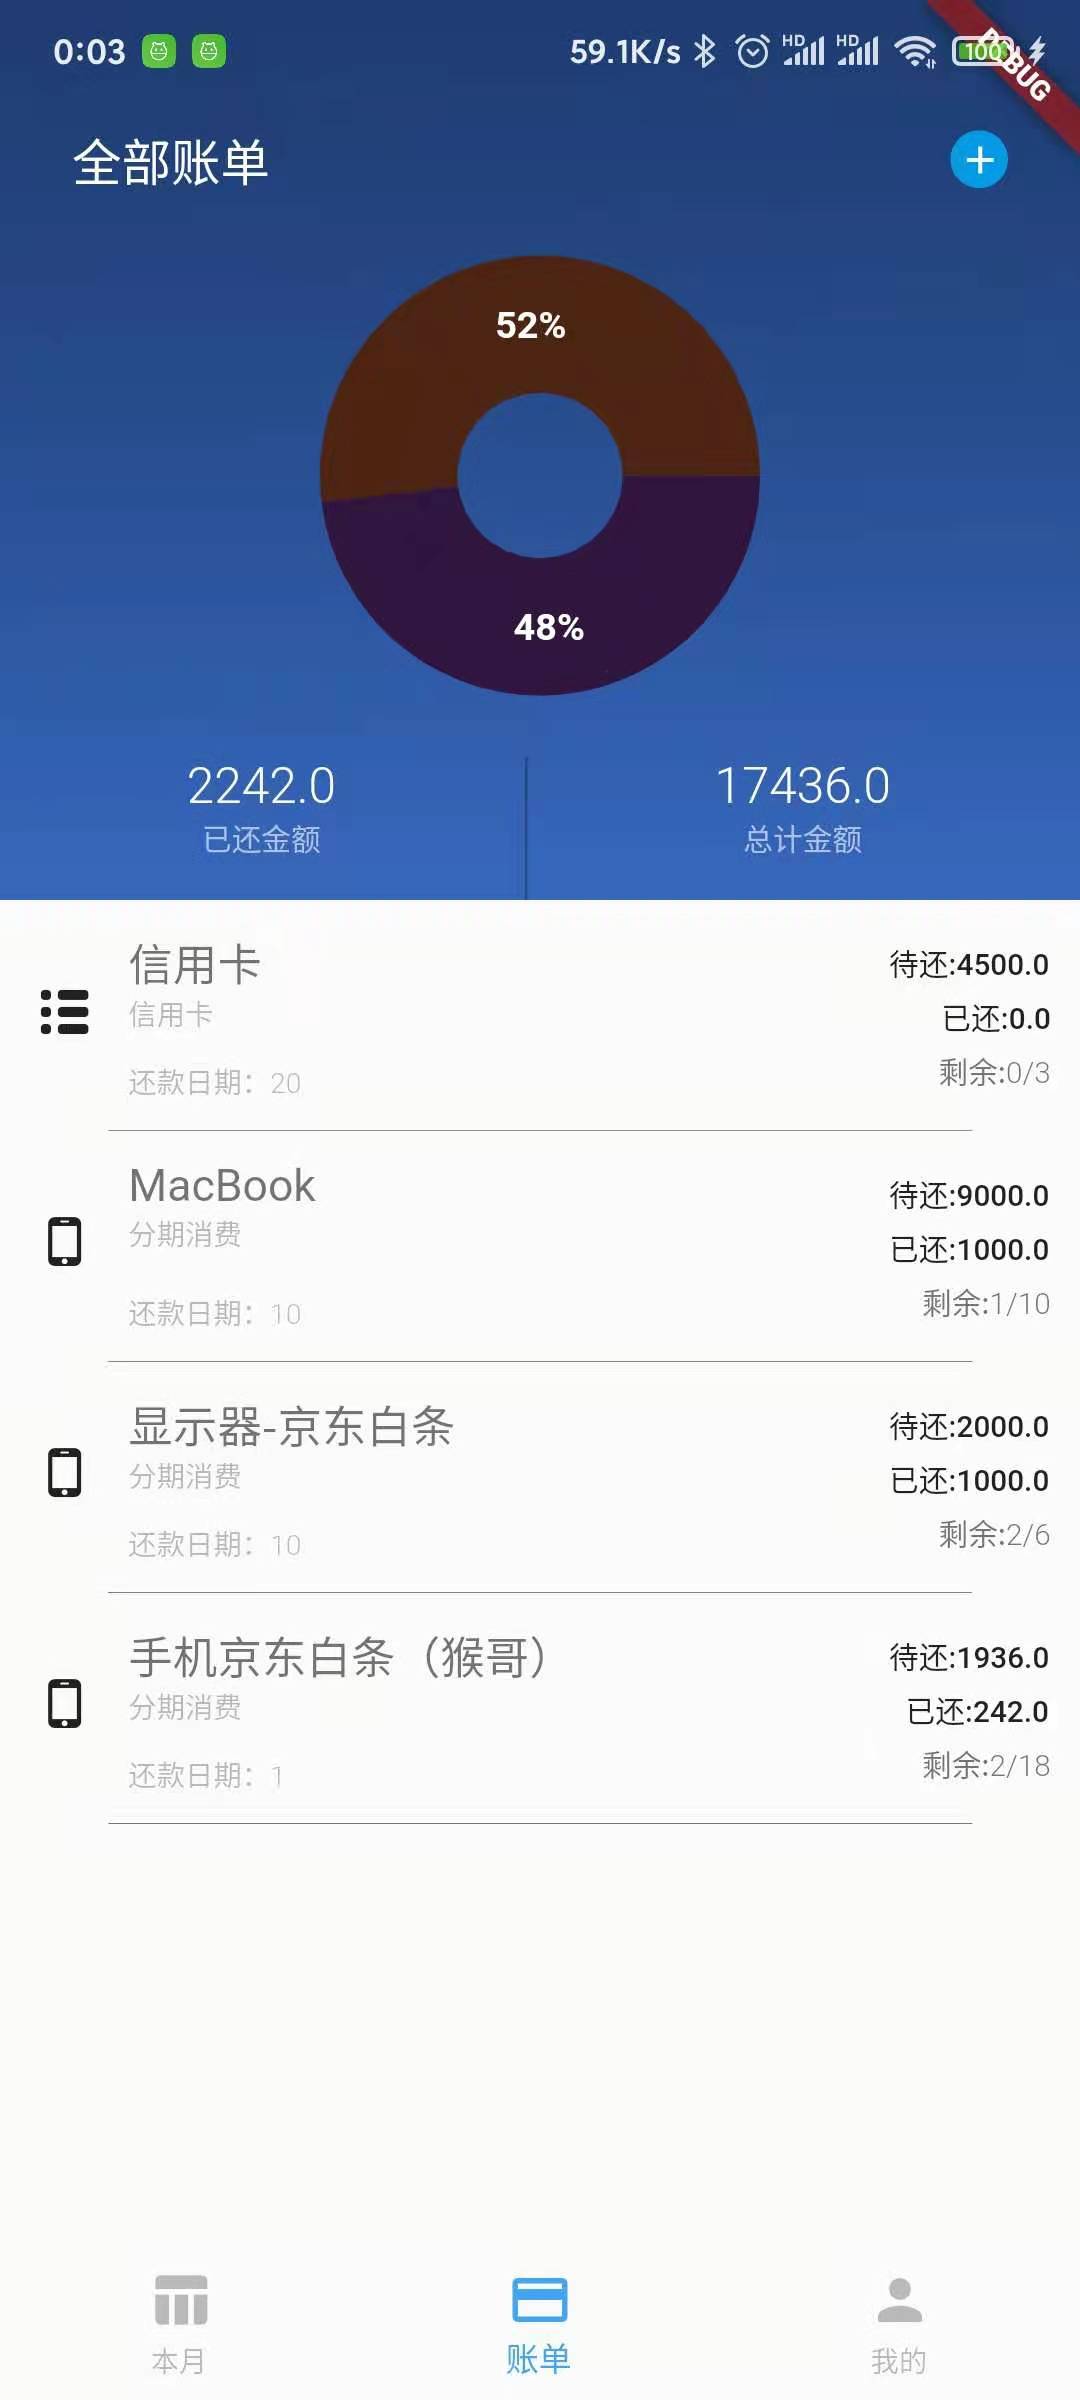 0:03 59.1K/s HD HD 100
DEBUG
全部账单
52%
48%
2242.0 17436.0
已还金额 总计金额
信用卡
信用卡
还款日期：20
待还:4500.0
已还:0.0
剩余:0/3
MacBook
分期消费
还款日期：10
待还:9000.0
已还:1000.0
剩余:1/10
显示器-京东白条
分期消费
还款日期：10
待还:2000.0
已还:1000.0
剩余:2/6
手机京东白条（猴哥）
分期消费
还款日期：1
待还:1936.0
已还:242.0
剩余:2/18
本月 账单 我的